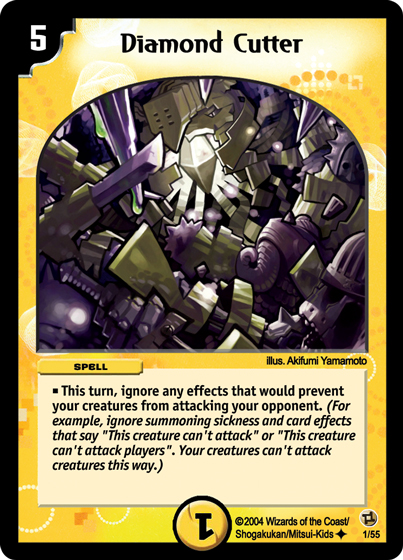 5
Diamond Cutter
illus. Akifumi Yamamoto
SPELL
▪ This turn, ignore any effects that would prevent
your creatures from attacking your opponent. (For
example, ignore summoning sickness and card effects
that say "This creature can't attack" or "This creature
can't attack players". Your creatures can't attack
creatures this way.)
1
©2004 Wizards of the Coast/
Shogakukan/Mitsui-Kids
1/55